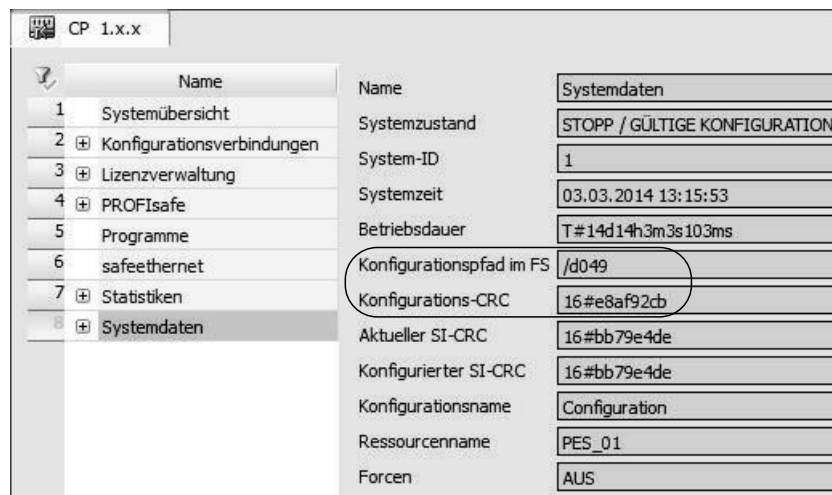 CP 1.x.x
Name
1 Systemübersicht
2 Konfigurationsverbindungen
3 Lizenzverwaltung
4 PROFIsafe
5 Programme
6 safeethernet
7 Statistiken
8 Systemdaten
Name Systemdaten
Systemzustand STOPP / GÜLTIGE KONFIGURATION
System-ID 1
Systemzeit 03.03.2014 13:15:53
Betriebsdauer T#14d14h3m3s103ms
Konfigurationspfad im FS /d049
Konfigurations-CRC 16#e8af92cb
Aktueller SI-CRC 16#bb79e4de
Konfigurierter SI-CRC 16#bb79e4de
Konfigurationsname Configuration
Ressourcenname PES_01
Forcen AUS